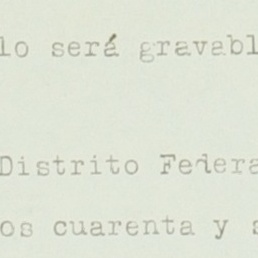 lo será gravabl
Distrito Federa
os cuarenta y s